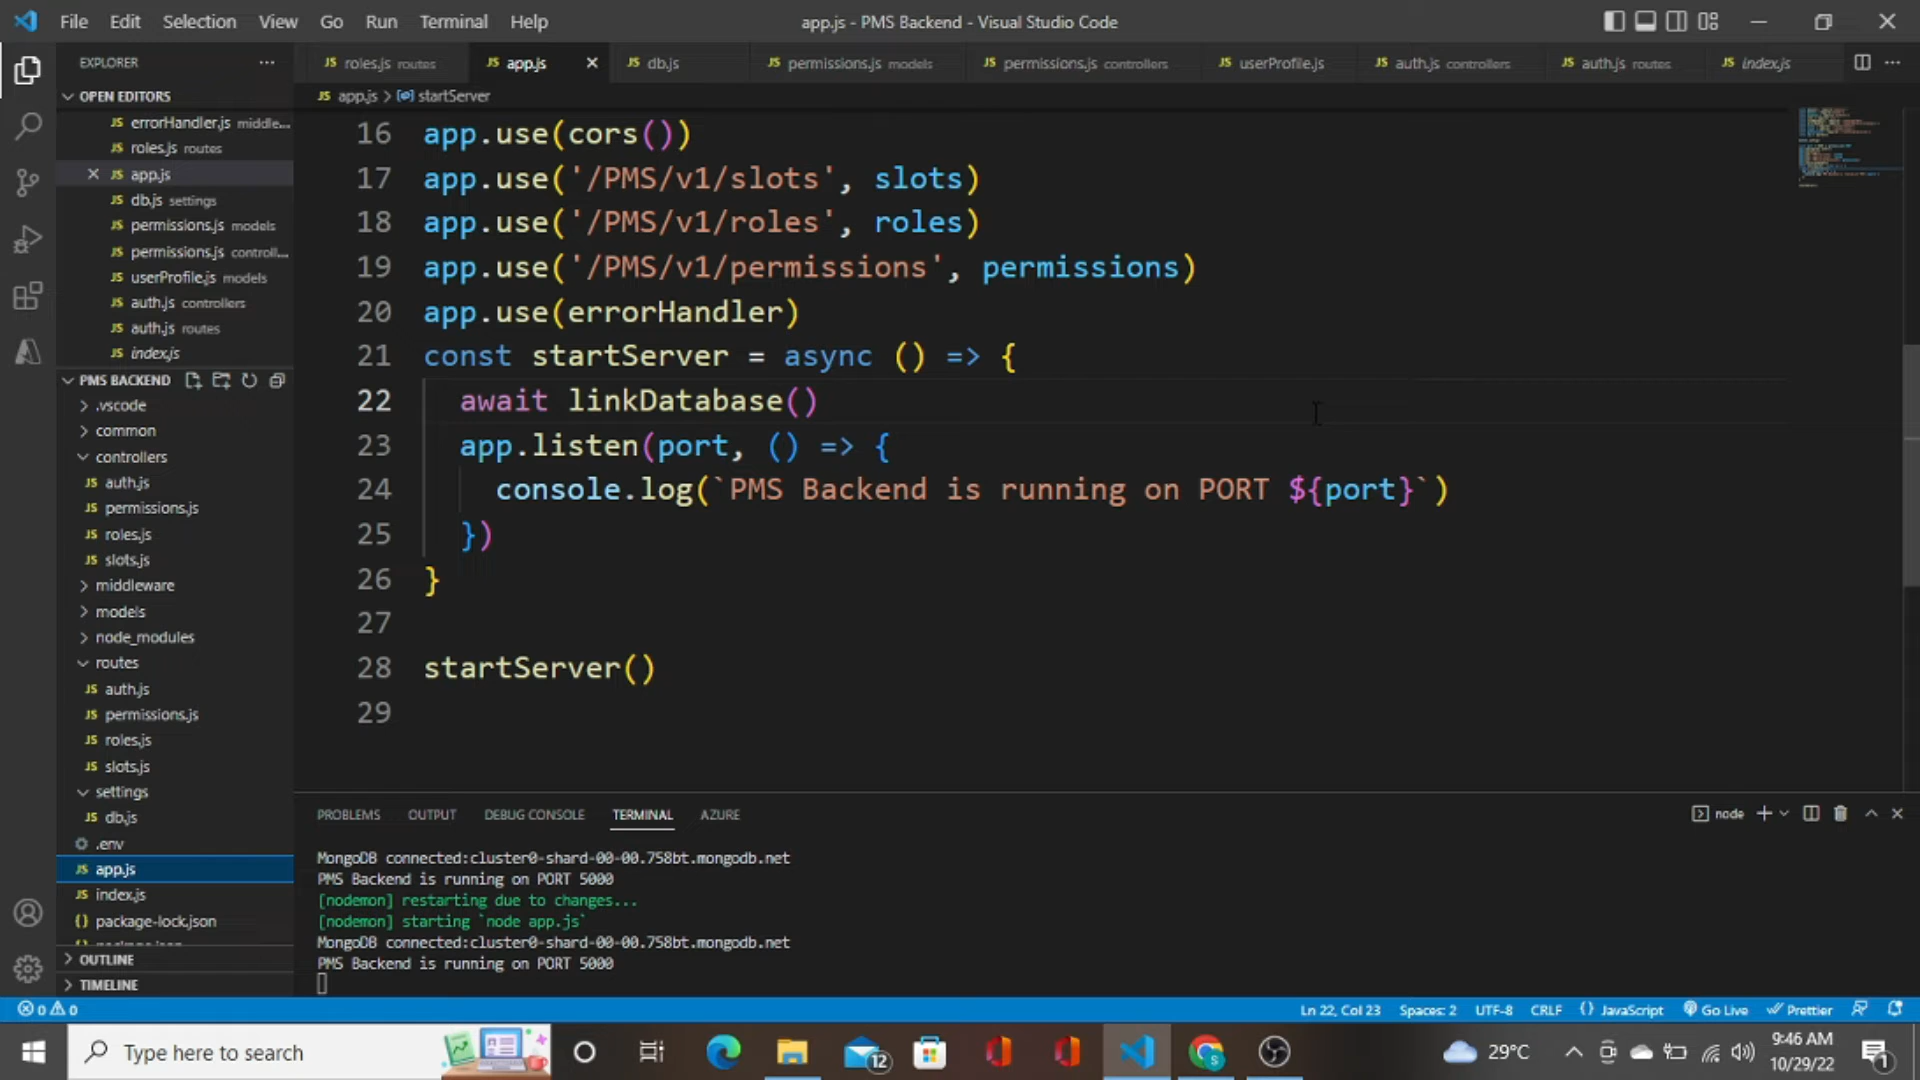 File Edit Selection View Go Run Terminal Help
app.js - PMS Backend - Visual Studio Code
EXPLORER
roles.js routes
app.js
db.js
permissions.js models
permissions.js controllers
userProfile.js
auth.js controllers
auth.js routes
index.js
OPEN EDITORS
errorHandler.js middle...
roles.js routes
app.js
db.js settings
permissions.js models
permissions.js controll...
userProfile.js models
auth.js controllers
auth.js routes
index.js
PMS BACKEND
.vscode
common
controllers
auth.js
permissions.js
roles.js
slots.js
middleware
models
node_modules
routes
auth.js
permissions.js
roles.js
slots.js
settings
db.js
.env
app.js
index.js
package-lock.json
OUTLINE
TIMELINE
app.js > startServer
16 app.use(cors())
17 app.use('/PMS/v1/slots', slots)
18 app.use('/PMS/v1/roles', roles)
19 app.use('/PMS/v1/permissions', permissions)
20 app.use(errorHandler)
21 const startServer = async () => {
22 await linkDatabase()
23 app.listen(port, () => {
24 console.log(`PMS Backend is running on PORT ${port}`)
25 })
26 }
27
28 startServer()
29
PROBLEMS OUTPUT DEBUG CONSOLE TERMINAL AZURE
node
MongoDB connected:cluster0-shard-00-00.758bt.mongodb.net
PMS Backend is running on PORT 5000
[nodemon] restarting due to changes...
[nodemon] starting `node app.js`
MongoDB connected:cluster0-shard-00-00.758bt.mongodb.net
PMS Backend is running on PORT 5000
0 0
Ln 22, Col 23 Spaces: 2 UTF-8 CRLF {} JavaScript Go Live Prettier
Type here to search
12
29°C
9:46 AM
10/29/22
1